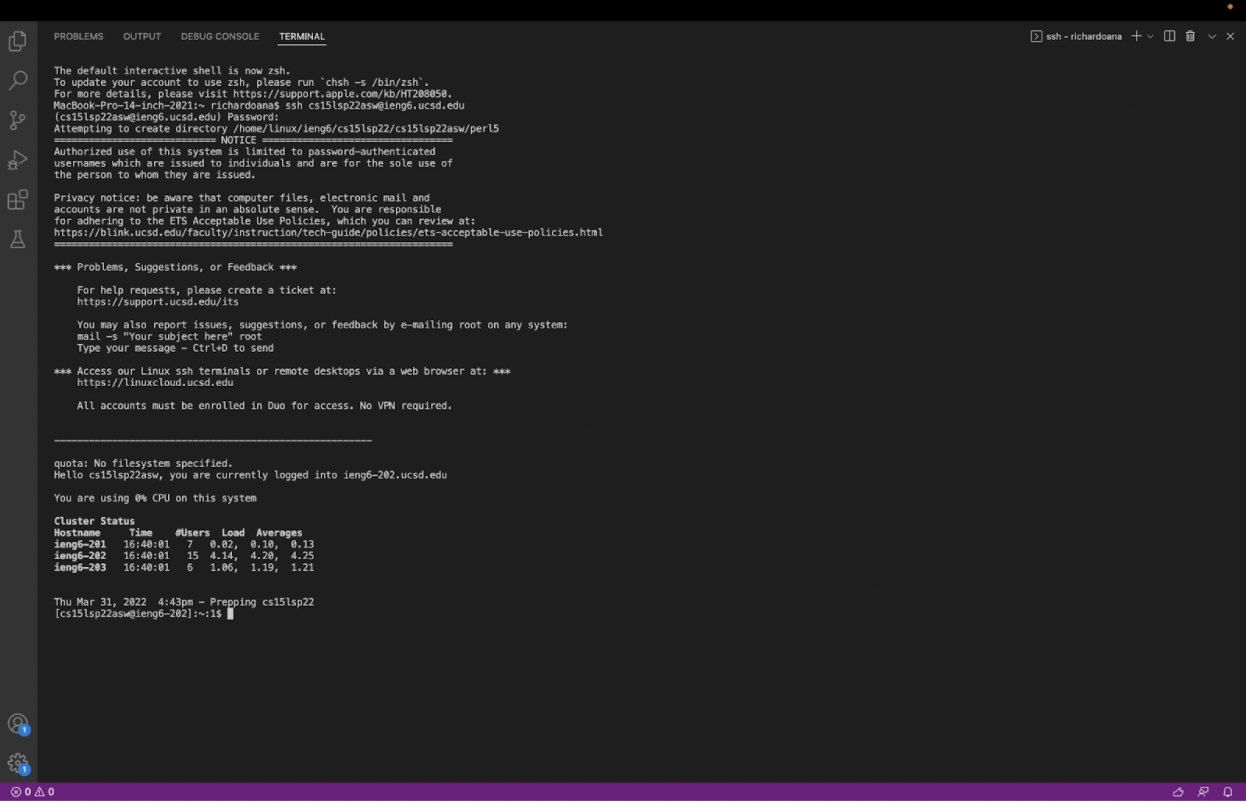 PROBLEMS OUTPUT DEBUG CONSOLE TERMINAL ssh - richardoana
The default interactive shell is now zsh.
To update your account to use zsh, please run `chsh -s /bin/zsh`.
For more details, please visit https://support.apple.com/kb/HT208050.
MacBook-Pro-14-inch-2021:~ richardoana$ ssh cs15lsp22asw@ieng6.ucsd.edu
(cs15lsp22asw@ieng6.ucsd.edu) Password:
Attempting to create directory /home/linux/ieng6/cs15lsp22/cs15lsp22asw/perl5
============================ NOTICE =================================
Authorized use of this system is limited to password-authenticated
usernames which are issued to individuals and are for the sole use of
the person to whom they are issued.
Privacy notice: be aware that computer files, electronic mail and
accounts are not private in an absolute sense.  You are responsible
for adhering to the ETS Acceptable Use Policies, which you can review at:
https://blink.ucsd.edu/faculty/instruction/tech-guide/policies/ets-acceptable-use-policies.html
=====================================================================
*** Problems, Suggestions, or Feedback ***
For help requests, please create a ticket at:
https://support.ucsd.edu/its
You may also report issues, suggestions, or feedback by e-mailing root on any system:
mail -s "Your subject here" root
Type your message - Ctrl+D to send
*** Access our Linux ssh terminals or remote desktops via a web browser at: ***
https://linuxcloud.ucsd.edu
All accounts must be enrolled in Duo for access. No VPN required.
-------------------------------------------------------
quota: No filesystem specified.
Hello cs15lsp22asw, you are currently logged into ieng6-202.ucsd.edu
You are using 0% CPU on this system
Cluster Status
Hostname     Time    #Users  Load  Averages
ieng6-201   16:40:01   7   0.02,  0.10,  0.13
ieng6-202   16:40:01   15  4.14,  4.20,  4.25
ieng6-203   16:40:01   6   1.06,  1.19,  1.21
Thu Mar 31, 2022  4:43pm - Prepping cs15lsp22
[cs15lsp22asw@ieng6-202]:~:1$
1
1
0 0